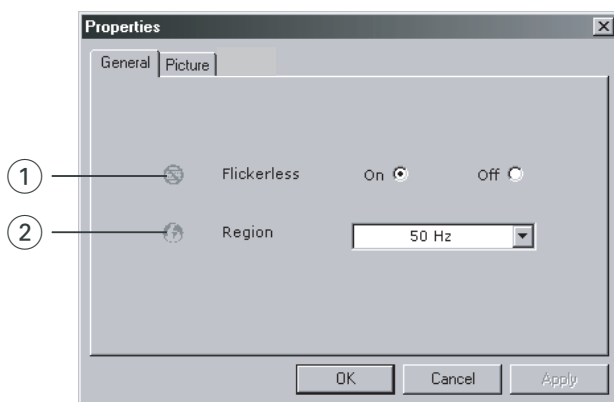 Properties
General Picture
1 Flickerless On Off
2 Region 50 Hz
OK Cancel Apply